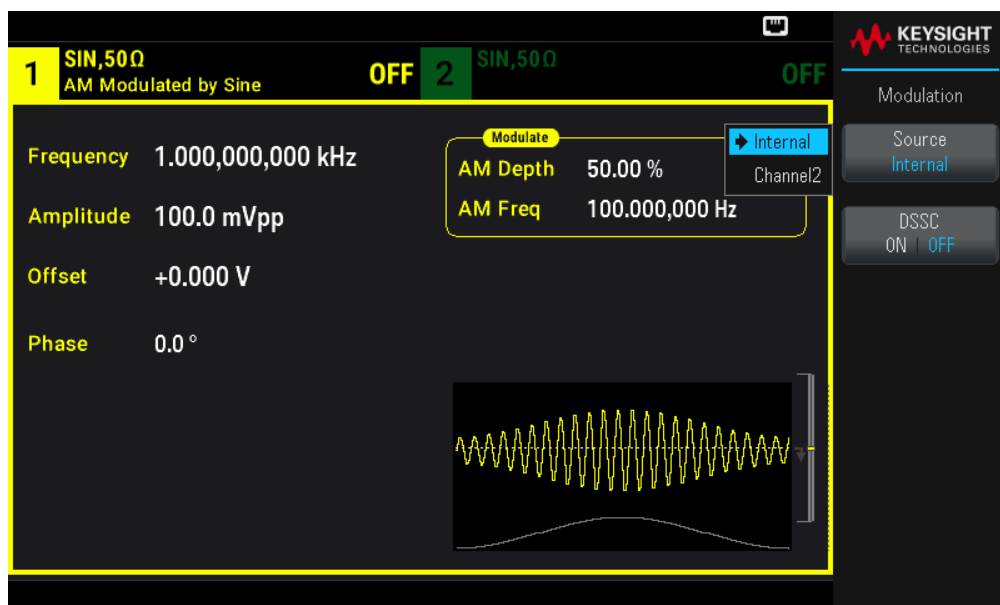 KEYSIGHT
TECHNOLOGIES
1 SIN,50Ω OFF
AM Modulated by Sine
2 SIN,50Ω OFF
Modulation
Frequency 1.000,000,000 kHz
Amplitude 100.0 mVpp
Offset +0.000 V
Phase 0.0 °
Modulate
AM Depth 50.00 %
AM Freq 100.000,000 Hz
Internal
Channel2
Source
Internal
DSSC
ON | OFF